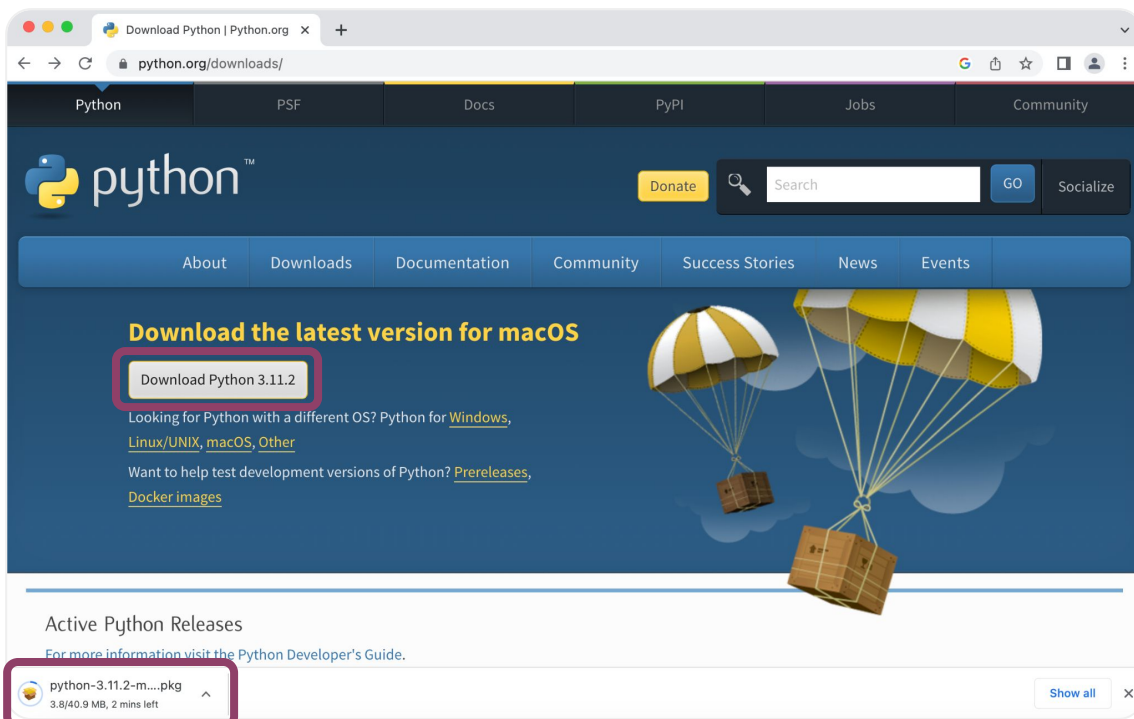 Download Python | Python.org
python.org/downloads/
Python PSF Docs PyPI Jobs Community
python™
Donate Search GO Socialize
About Downloads Documentation Community Success Stories News Events
Download the latest version for macOS
Download Python 3.11.2
Looking for Python with a different OS? Python for Windows,
Linux/UNIX, macOS, Other
Want to help test development versions of Python? Prereleases,
Docker images
Active Python Releases
For more information visit the Python Developer's Guide.
python-3.11.2-m....pkg
3.8/40.9 MB, 2 mins left
Show all